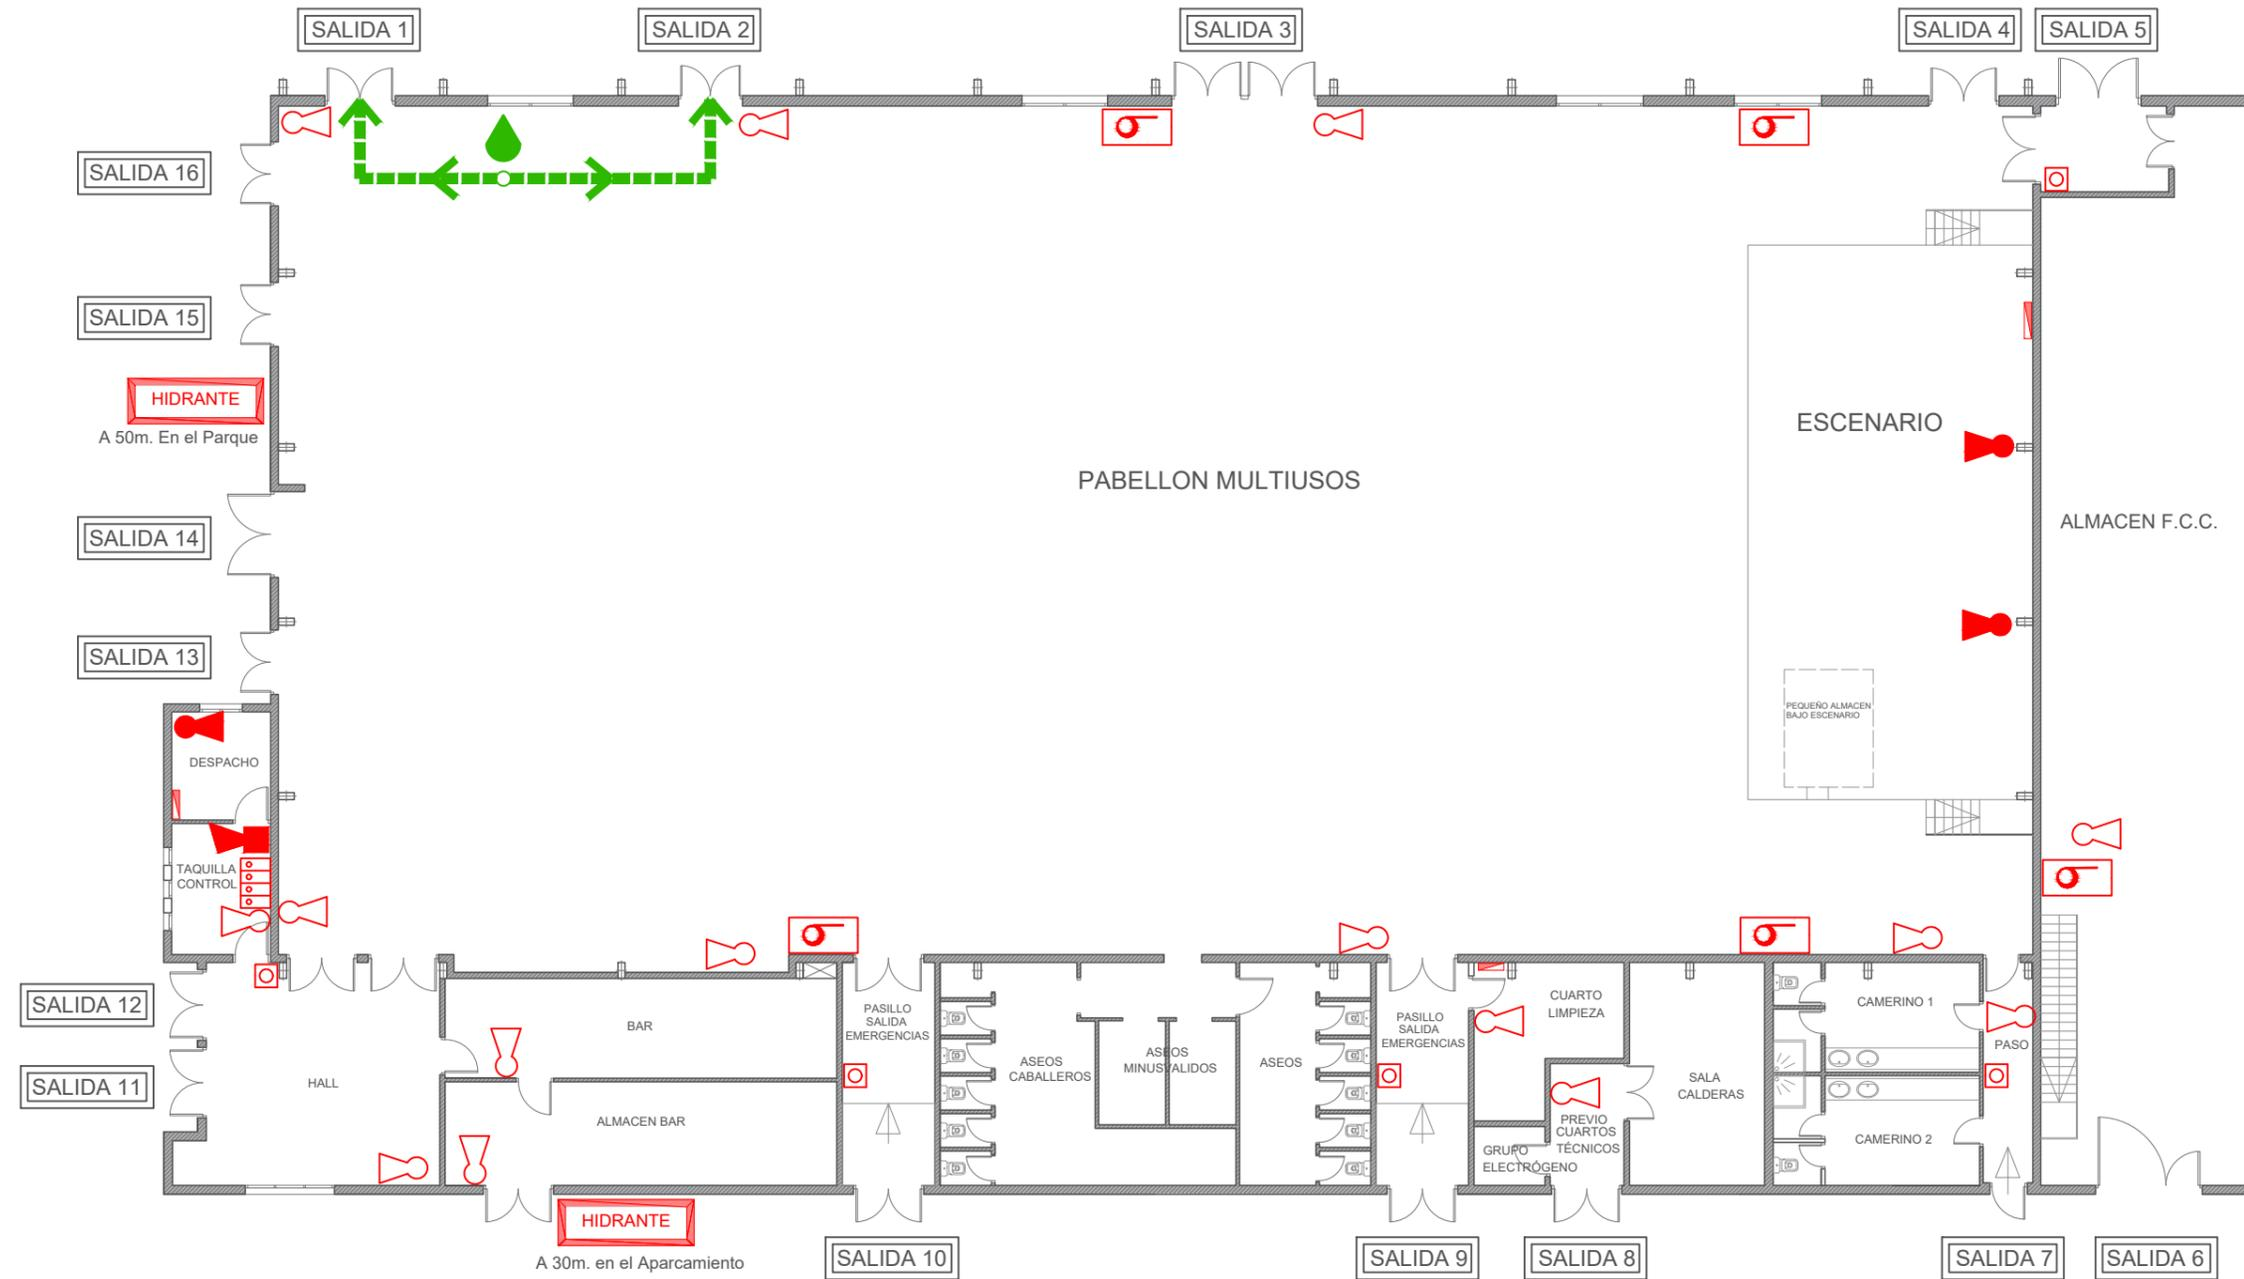 SALIDA 1
SALIDA 2
SALIDA 3
SALIDA 4
SALIDA 5
SALIDA 16
SALIDA 15
HIDRANTE
A 50m. En el Parque
ESCENARIO
PABELLON MULTIUSOS
ALMACEN F.C.C.
SALIDA 14
SALIDA 13
PEQUEÑO ALMACEN
BAJO ESCENARIO
DESPACHO
TAQUILLA
CONTROL
SALIDA 12
SALIDA 11
HALL
BAR
ALMACEN BAR
PASILLO
SALIDA
EMERGENCIAS
ASEOS
CABALLEROS
ASEOS
MINUSVALIDOS
ASEOS
PASILLO
SALIDA
EMERGENCIAS
CUARTO
LIMPIEZA
PREVIO
CUARTOS
TÉCNICOS
GRUPO
ELECTRÓGENO
SALA
CALDERAS
CAMERINO 1
CAMERINO 2
PASO
HIDRANTE
A 30m. en el Aparcamiento
SALIDA 10
SALIDA 9
SALIDA 8
SALIDA 7
SALIDA 6